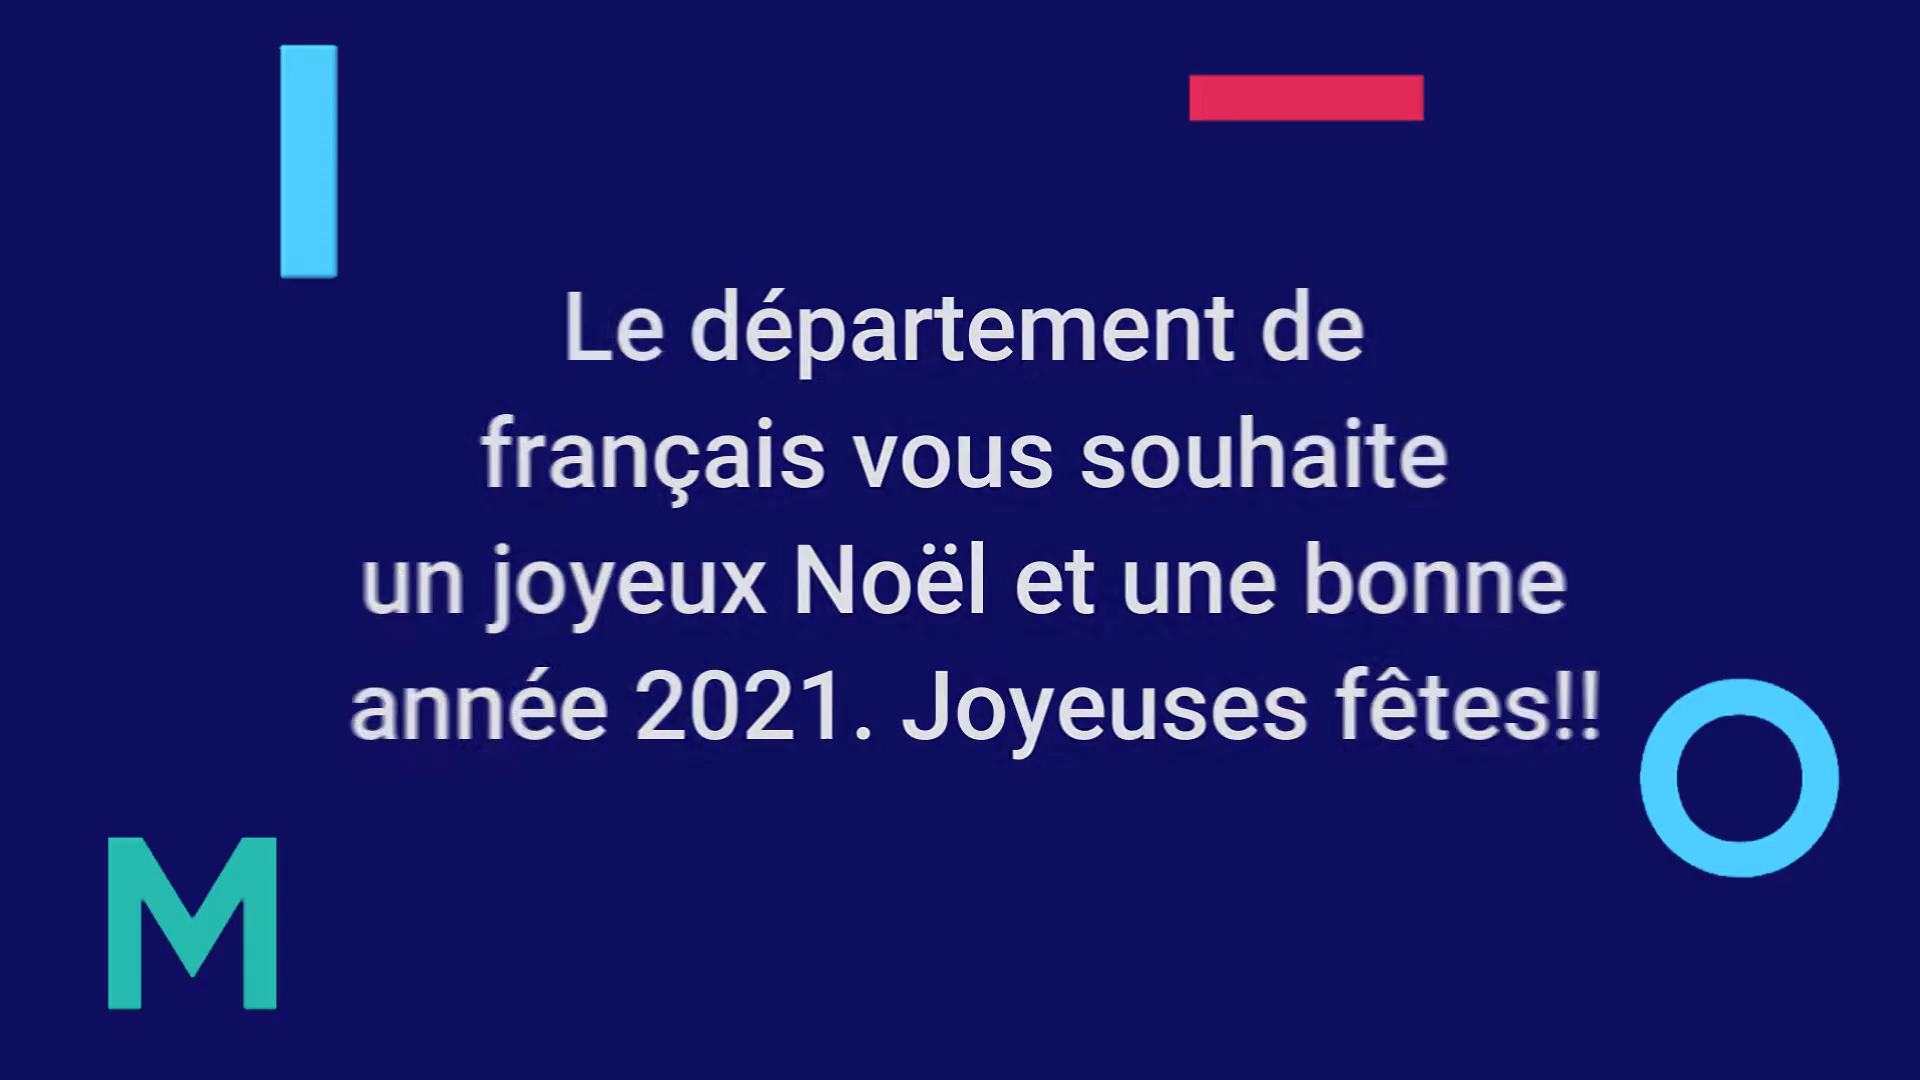 Le département de
français vous souhaite
un joyeux Noël et une bonne
année 2021. Joyeuses fêtes!!
M